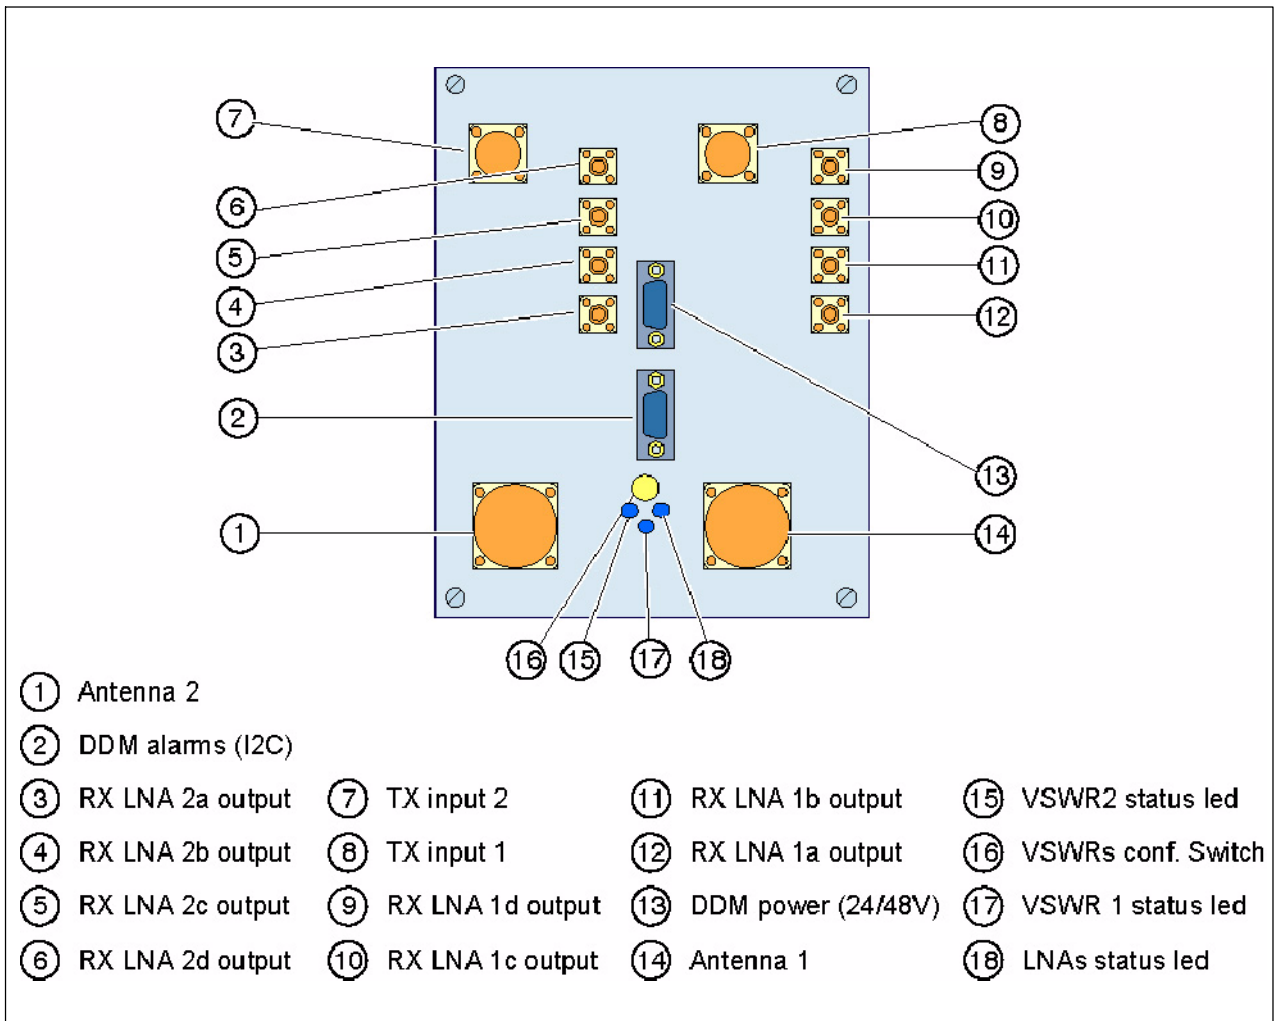 7
8
6
9
5
10
4
11
3
12
2
13
1
14
16
15
17
18
1 Antenna 2
2 DDM alarms (I2C)
3 RX LNA 2a output
7 TX input 2
11 RX LNA 1b output
15 VSWR2 status led
4 RX LNA 2b output
8 TX input 1
12 RX LNA 1a output
16 VSWRs conf. Switch
5 RX LNA 2c output
9 RX LNA 1d output
13 DDM power (24/48V)
17 VSWR 1 status led
6 RX LNA 2d output
10 RX LNA 1c output
14 Antenna 1
18 LNAs status led